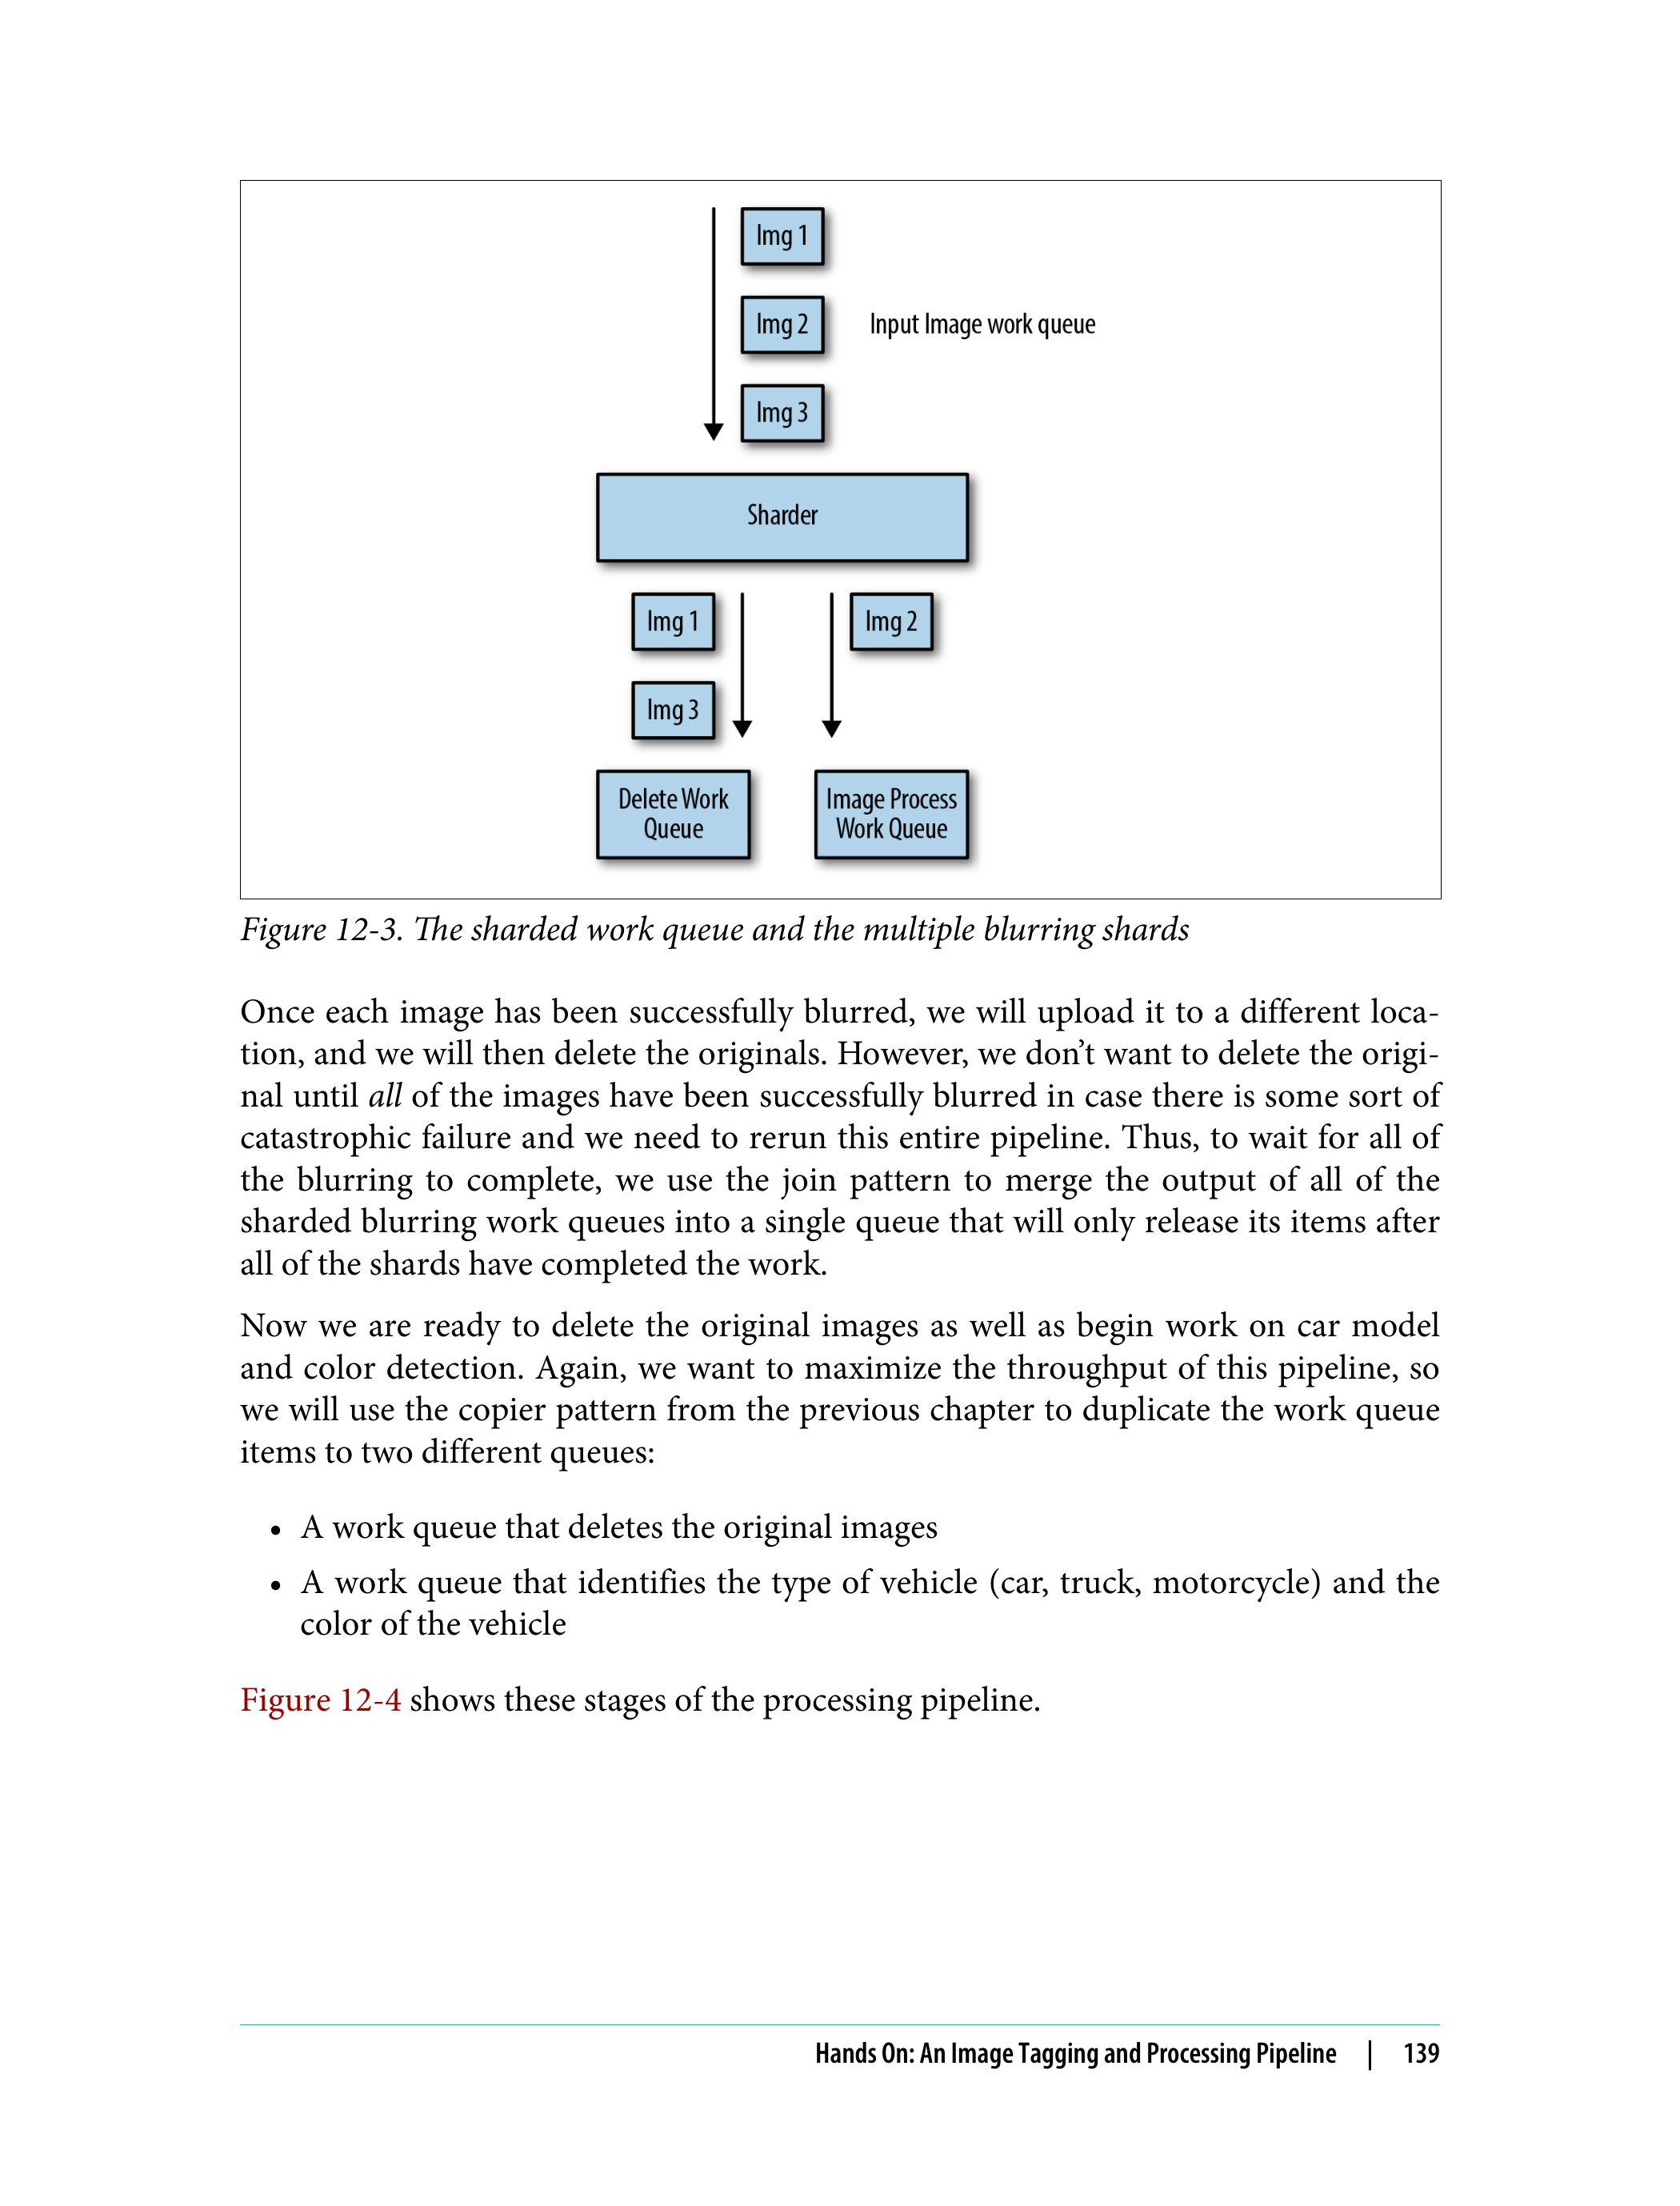 Img 1
Img 2
Input Image work queue
Img 3
Sharder
Img 1
Img 2
Img 3
Delete Work
Queue
Image Process
Work Queue
Figure 12-3. The sharded work queue and the multiple blurring shards
Once each image has been successfully blurred, we will upload it to a different loca-
tion, and we will then delete the originals. However, we don’t want to delete the origi-
nal until all of the images have been successfully blurred in case there is some sort of
catastrophic failure and we need to rerun this entire pipeline. Thus, to wait for all of
the blurring to complete, we use the join pattern to merge the output of all of the
sharded blurring work queues into a single queue that will only release its items after
all of the shards have completed the work.
Now we are ready to delete the original images as well as begin work on car model
and color detection. Again, we want to maximize the throughput of this pipeline, so
we will use the copier pattern from the previous chapter to duplicate the work queue
items to two different queues:
• A work queue that deletes the original images
• A work queue that identifies the type of vehicle (car, truck, motorcycle) and the
color of the vehicle
Figure 12-4 shows these stages of the processing pipeline.
Hands On: An Image Tagging and Processing Pipeline | 139